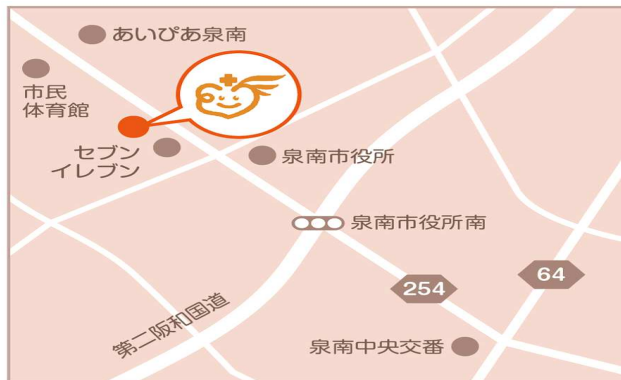 あいぴあ泉南
市民
体育館
セブン
イレブン
泉南市役所
泉南市役所南
254
64
第二阪和国道
泉南中央交番